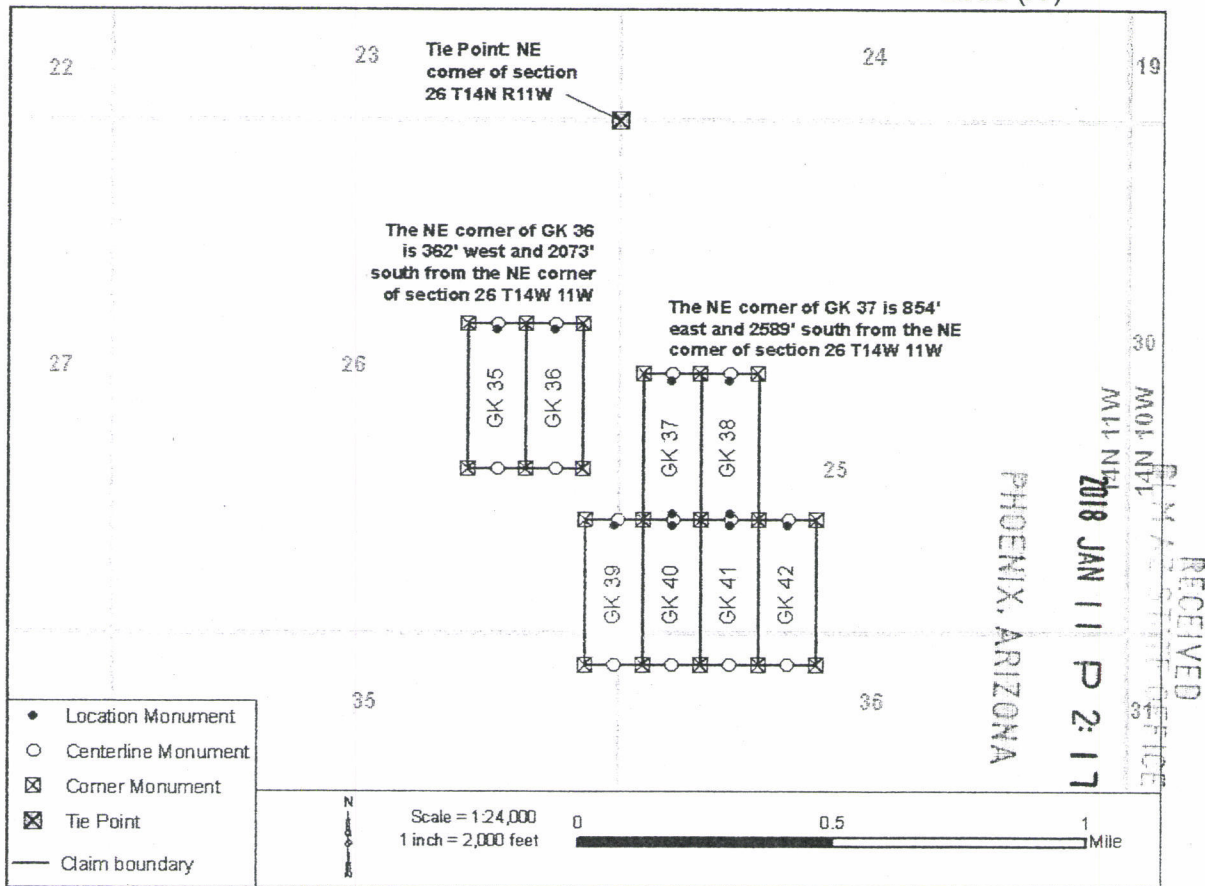 22
23
Tie Point: NE
corner of section
26 T14N R11W
24
19
The NE corner of GK 36
is 362' west and 2073'
south from the NE corner
of section 26 T14W 11W
The NE corner of GK 37 is 854'
east and 2589' south from the NE
corner of section 26 T14W 11W
27
26
30
GK 35
GK 36
GK 37
GK 38
25
GK 39
GK 40
GK 41
GK 42
14N 11W
14N 10W
RECEIVED
OFFICE
2018 JAN 11 P 2:17
PHOENIX, ARIZONA
35
36
31
Location Monument
Centerline Monument
Corner Monument
Tie Point
Claim boundary
N
Scale = 1:24,000
1 inch = 2,000 feet
0
0.5
1
Mile